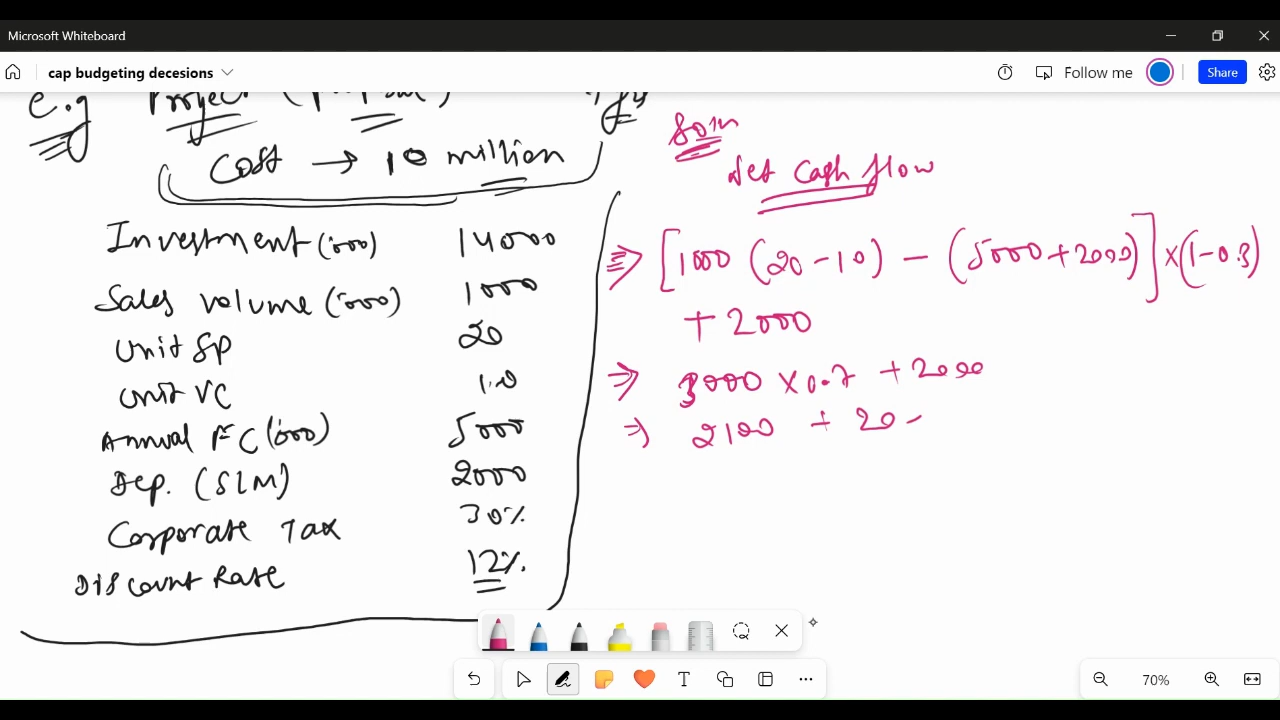 Microsoft Whiteboard
cap budgeting decesions
Follow me
Share
e.g Project
Cost → 10 million
Investment ('000) 14000
Sales volume ('000) 1000
Unit SP 20
Unit VC 10
Annual FC ('000) 5000
Dep. (SLM) 2000
Corporate Tax 30%
Discount Rate 12%
Soln
Net Cash flow
⇒ [1000 (20-10) - (5000+2000)] × (1-0.3)
+ 2000
⇒ 3000 × 0.7 + 2000
⇒ 2100 + 20
70%